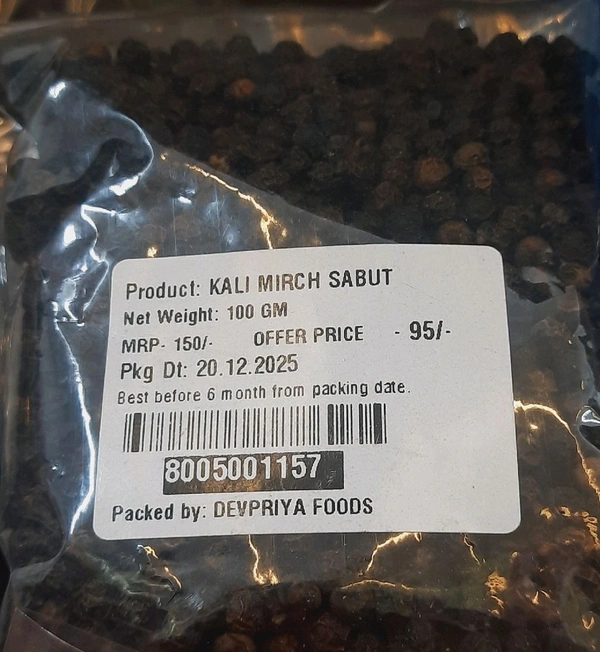 Product: KALI MIRCH SABUT
Net Weight: 100 GM
MRP- 150/- OFFER PRICE - 95/-
Pkg Dt: 20.12.2025
Best before 6 month from packing date.
8005001157
Packed by: DEVPRIYA FOODS